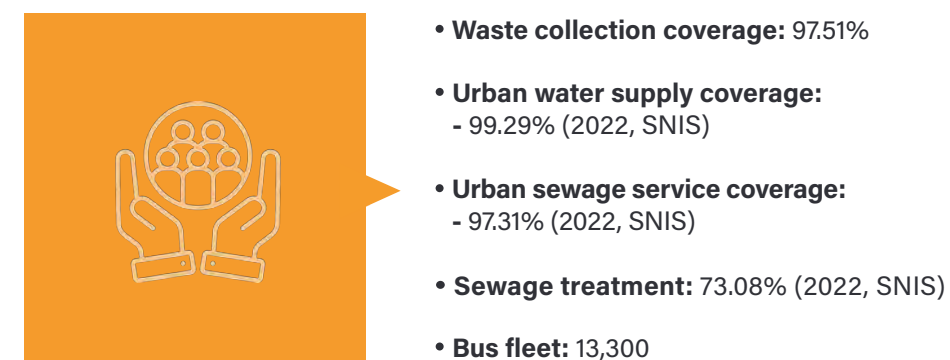 • Waste collection coverage: 97.51%
• Urban water supply coverage:
- 99.29% (2022, SNIS)
• Urban sewage service coverage:
- 97.31% (2022, SNIS)
• Sewage treatment: 73.08% (2022, SNIS)
• Bus fleet: 13,300